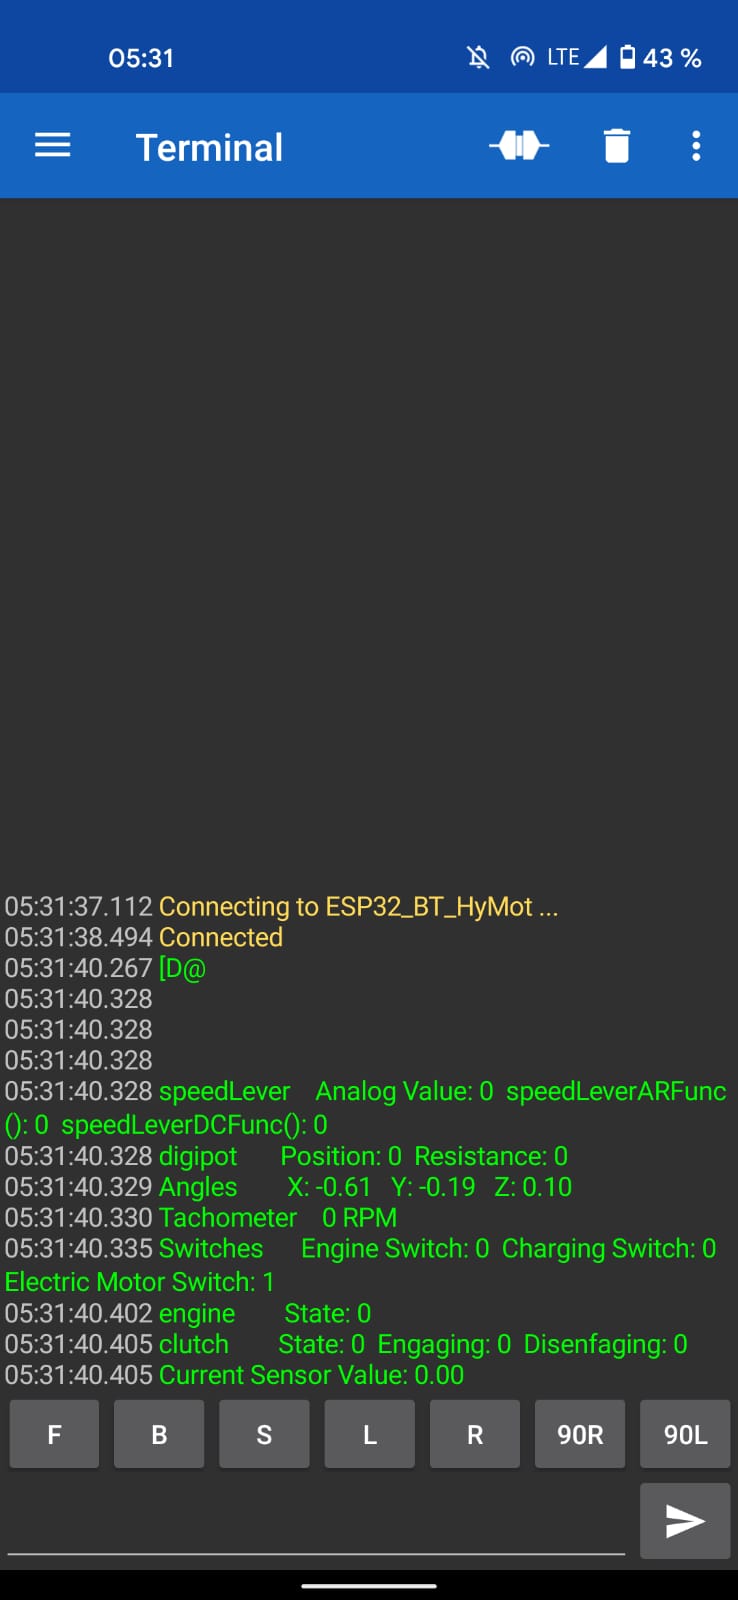 05:31 LTE 43 %
Terminal
05:31:37.112 Connecting to ESP32_BT_HyMot ...
05:31:38.494 Connected
05:31:40.267 [D@
05:31:40.328
05:31:40.328
05:31:40.328
05:31:40.328 speedLever Analog Value: 0 speedLeverARFunc
(): 0 speedLeverDCFunc(): 0
05:31:40.328 digipot Position: 0 Resistance: 0
05:31:40.329 Angles X: -0.61 Y: -0.19 Z: 0.10
05:31:40.330 Tachometer 0 RPM
05:31:40.335 Switches Engine Switch: 0 Charging Switch: 0
Electric Motor Switch: 1
05:31:40.402 engine State: 0
05:31:40.405 clutch State: 0 Engaging: 0 Disenfaging: 0
05:31:40.405 Current Sensor Value: 0.00
F B S L R 90R 90L